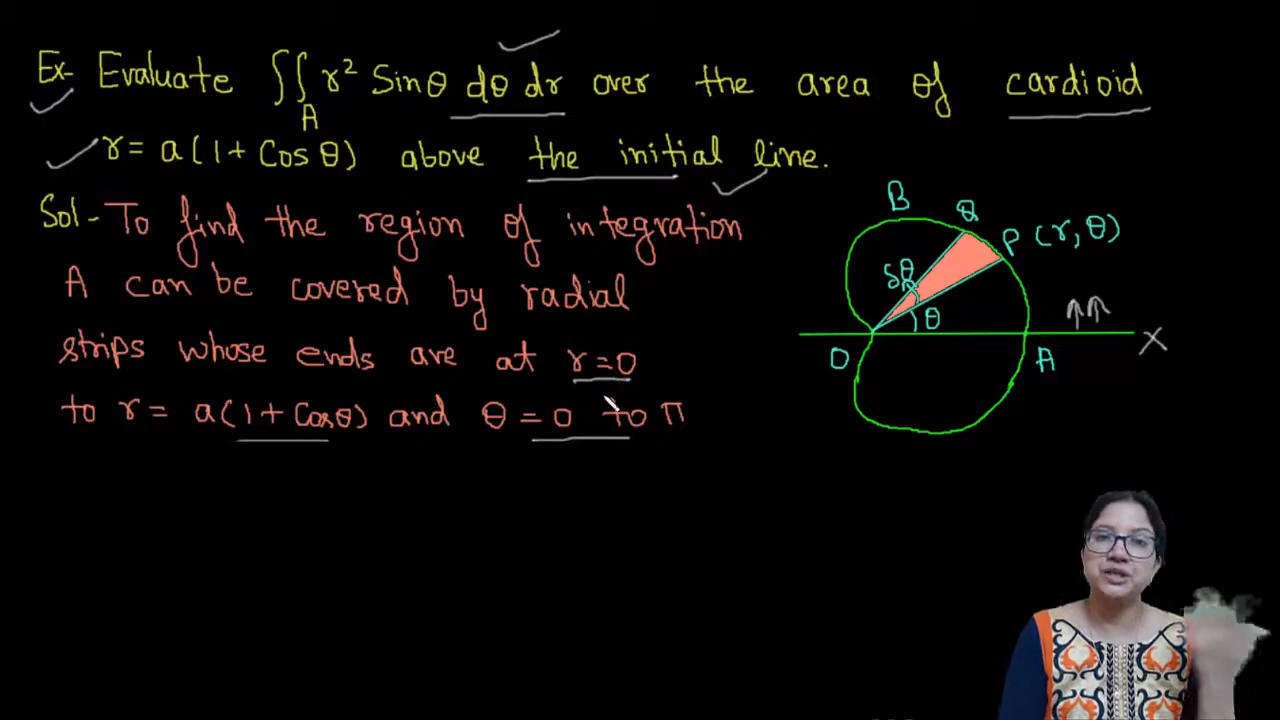 Ex- Evaluate ∬ r² Sinθ dθ dr over the area of cardioid
A
r = a(1+ Cosθ) above the initial line.
Sol- To find the region of integration
A can be covered by radial
strips whose ends are at r=0
to r= a(1+ Cosθ) and θ = 0 to π
B
Q
P (r, θ)
δθ
θ
O
A
X